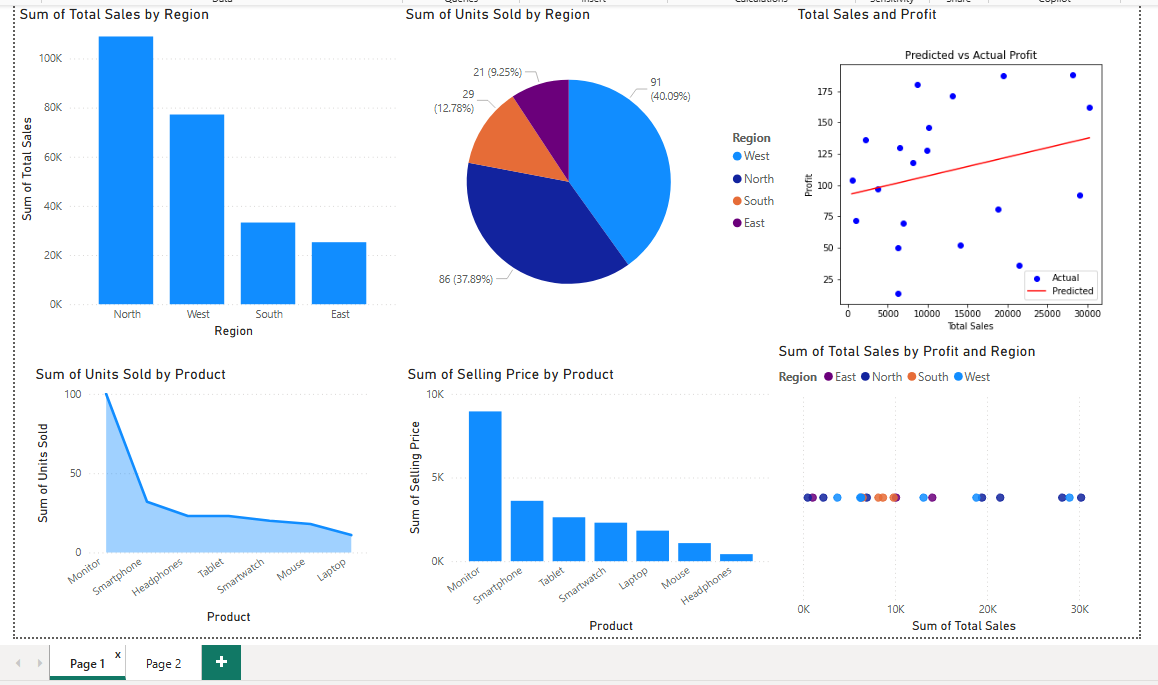 Data Queries Insert Calculations Sensitivity Share Copilot
Sum of Total Sales by Region
100K
80K
60K
40K
20K
0K
Sum of Total Sales
North West South East
Region
Sum of Units Sold by Region
21 (9.25%)
29
(12.78%)
91
(40.09%)
86 (37.89%)
Region
West
North
South
East
Total Sales and Profit
Predicted vs Actual Profit
175
150
125
100
75
50
25
Profit
Actual
Predicted
0 5000 10000 15000 20000 25000 30000
Total Sales
Sum of Units Sold by Product
100
50
0
Sum of Units Sold
Monitor Smartphone Headphones Tablet Smartwatch Mouse Laptop
Product
Sum of Selling Price by Product
10K
5K
0K
Sum of Selling Price
Monitor Smartphone Tablet Smartwatch Laptop Mouse Headphones
Product
Sum of Total Sales by Profit and Region
Region East North South West
0K 10K 20K 30K
Sum of Total Sales
Page 1 x
Page 2
+